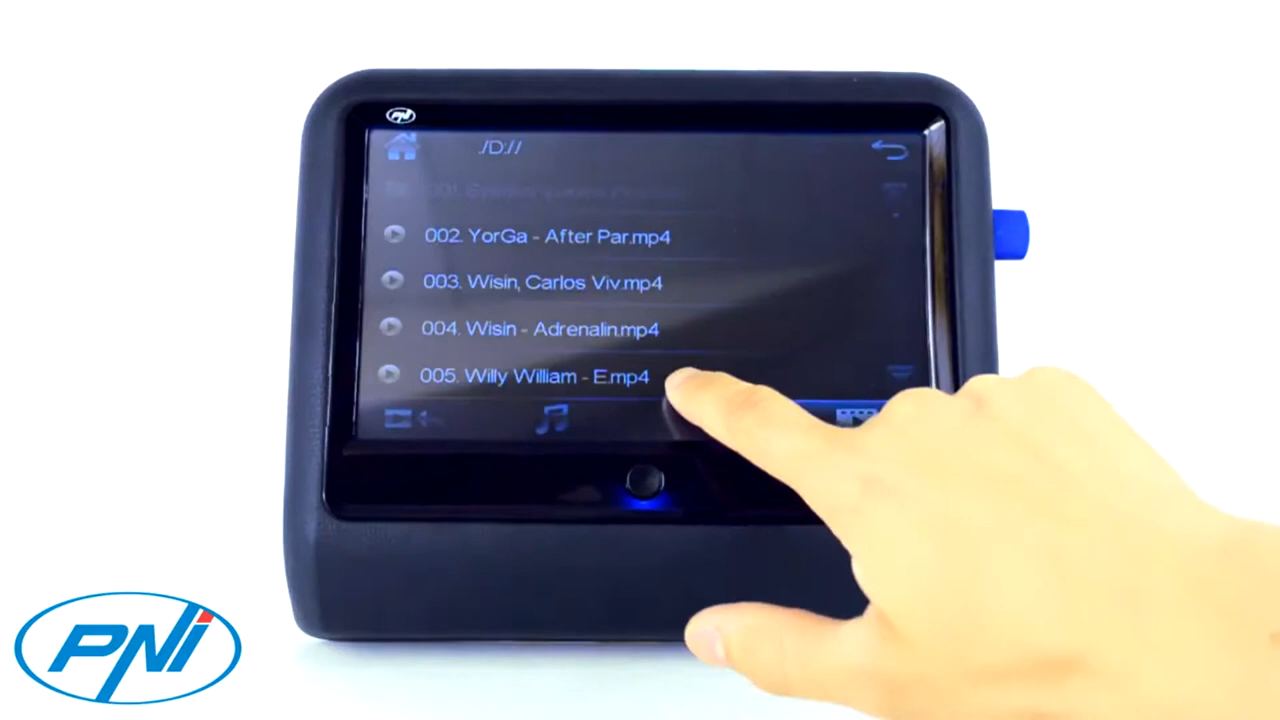 PNI
./D://
001.
002. YorGa - After Par.mp4
003. Wisin, Carlos Viv.mp4
004. Wisin - Adrenalin.mp4
005. Willy William - E.mp4
PNI